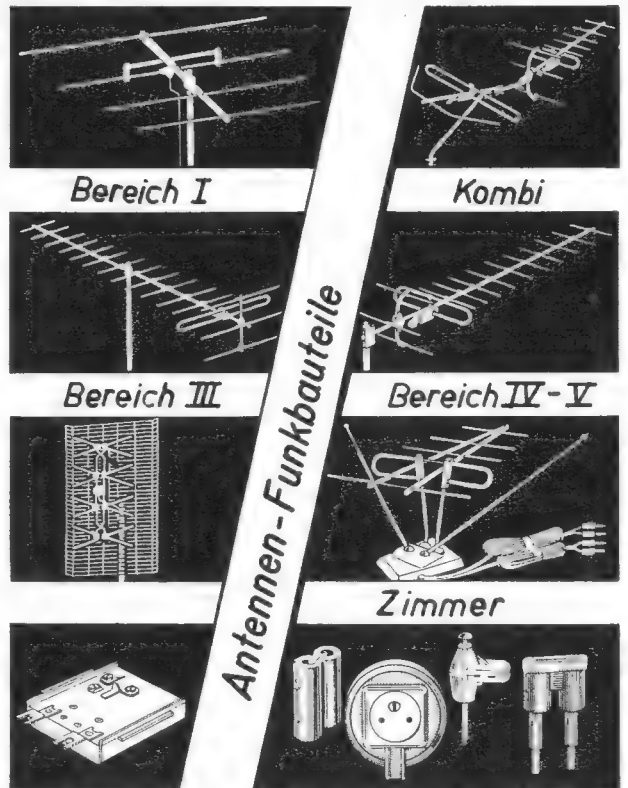 Bereich I
Kombi
Bereich III
Bereich IV-V
Antennen-Funkbauteile
Zimmer